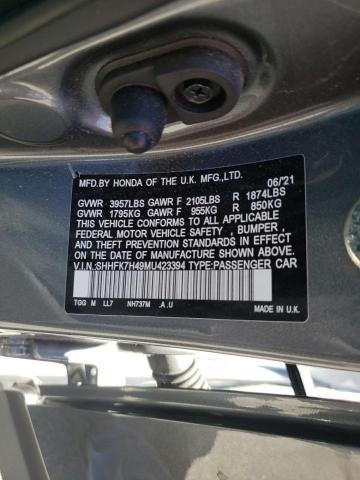 MFD.BY HONDA OF THE U.K. MFG.,LTD.
06/'21
GVWR 3957LBS GAWR F 2105LBS R 1874LBS
GVWR 1795KG GAWR F 955KG R 850KG
THIS VEHICLE CONFORMS TO ALL APPLICABLE
FEDERAL MOTOR VEHICLE SAFETY , BUMPER ,
AND THEFT PREVENTION STANDARDS IN EFFECT
ON THE DATE OF MANUFACTURE SHOWN ABOVE.
V.I.N.:SHHFK7H49MU423394 TYPE:PASSENGER CAR
TGG M LL7 NH737M .A .U
MADE IN U.K.